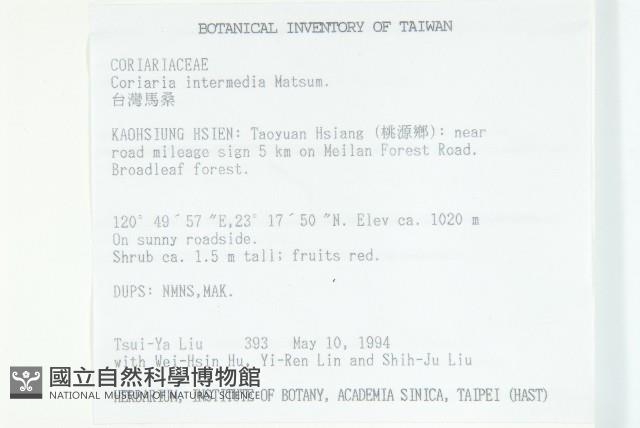 BOTANICAL INVENTORY OF TAIWAN
CORIARIACEAE
Coriaria intermedia Matsum.
台灣馬桑
KAOHSIUNG HSIEN: Taoyuan Hsiang (桃源鄉): near
road mileage sign 5 km on Meilan Forest Road.
Broadleaf forest.
120° 49´57 ″E,23° 17´50 ″N. Elev ca. 1020 m
On sunny roadside.
Shrub ca. 1.5 m tall; fruits red.
DUPS: NMNS,MAK.
Tsui-Ya Liu 393 May 10, 1994
with Wei-Hsin Hu, Yi-Ren Lin and Shih-Ju Liu
國立自然科學博物館
NATIONAL MUSEUM OF NATURAL SCIENCE
HERBARIUM, INSTITUTE OF BOTANY, ACADEMIA SINICA, TAIPEI (HAST)